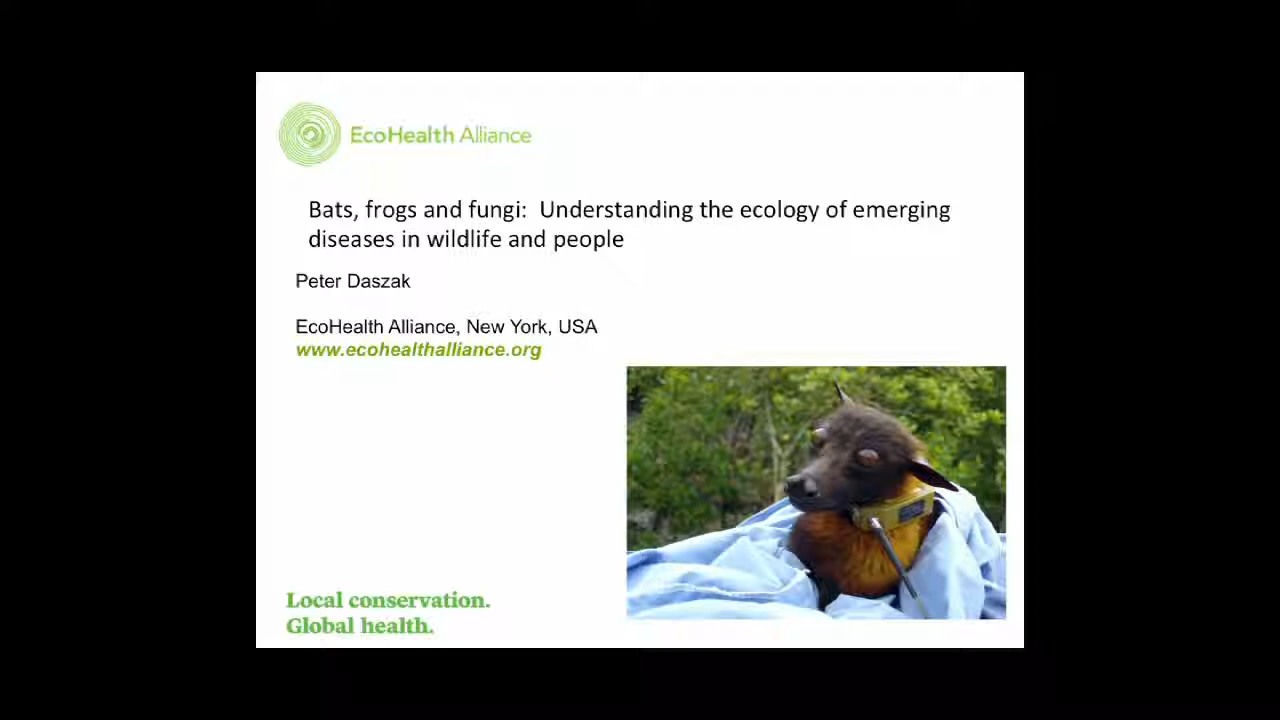 EcoHealth Alliance
Bats, frogs and fungi:  Understanding the ecology of emerging
diseases in wildlife and people
Peter Daszak
EcoHealth Alliance, New York, USA
www.ecohealthalliance.org
Local conservation.
Global health.